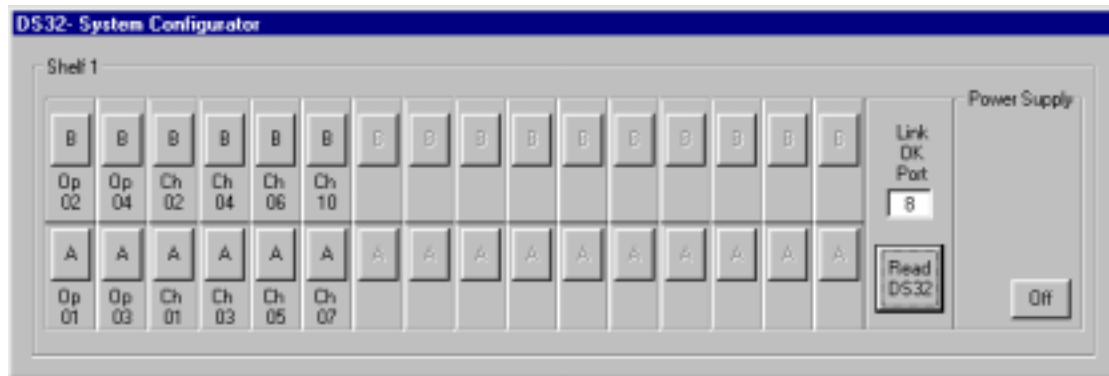 DS32- System Configurator
Shelf 1
Power Supply
B B B B B B B B B B B B B B B
Op 02
Op 04
Ch 02
Ch 04
Ch 06
Ch 10
A A A A A A A A A A A A A A A
Op 01
Op 03
Ch 01
Ch 03
Ch 05
Ch 07
Link
OK
Port
8
Read
DS32
Off